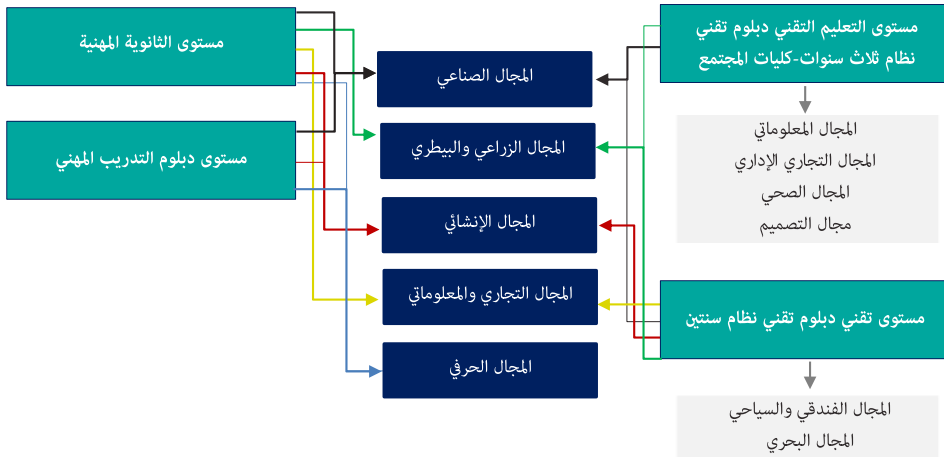 مستوى التعليم التقني دبلوم تقني
نظام ثلاث سنوات-كليات المجتمع
المجال المعلوماتي
المجال التجاري الإداري
المجال الصحي
مجال التصميم
مستوى تقني دبلوم تقني نظام سنتين
المجال الفندقي والسياحي
المجال البحري
المجال الصناعي
المجال الزراعي والبيطري
المجال الإنشائي
المجال التجاري والمعلوماتي
المجال الحرفي
مستوى الثانوية المهنية
مستوى دبلوم التدريب المهني